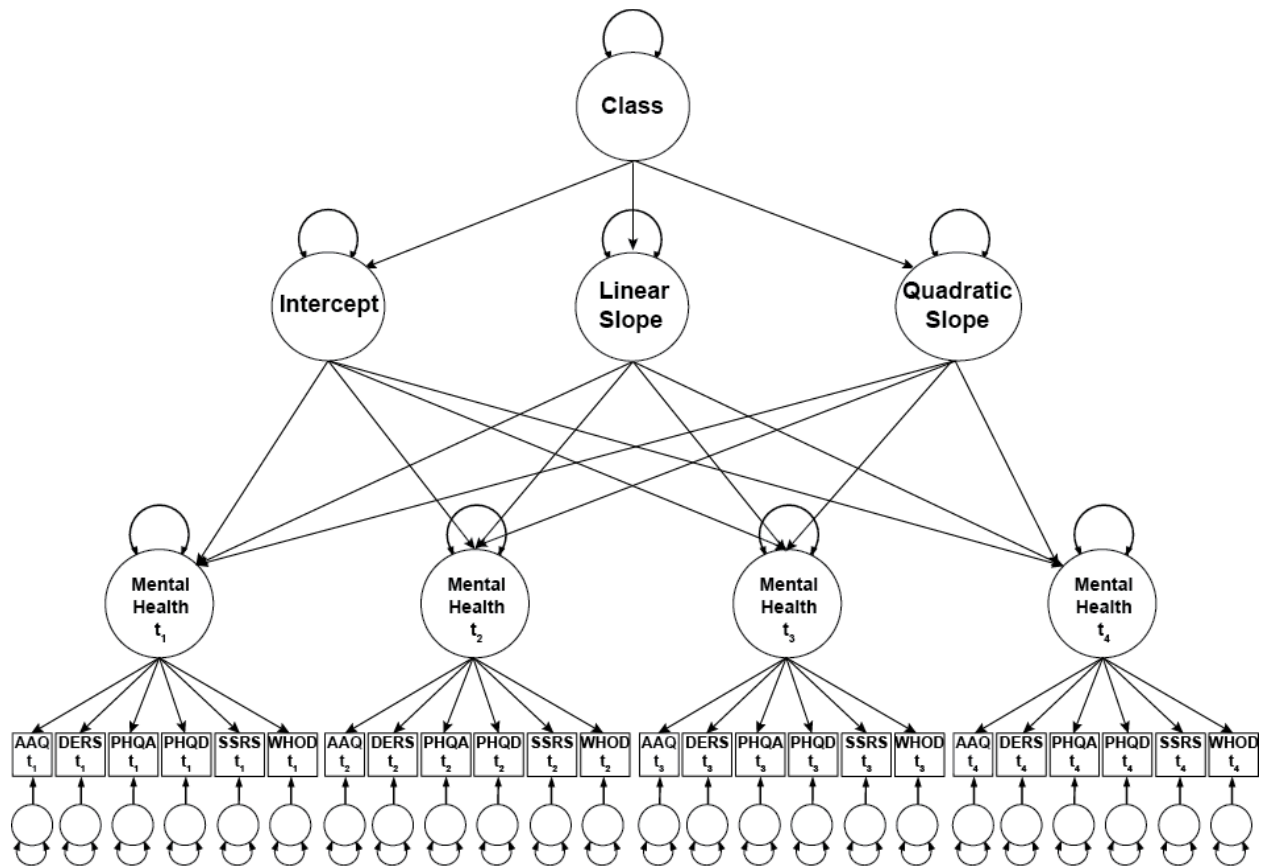 Class
Intercept
Linear
Slope
Quadratic
Slope
Mental
Health
t1
Mental
Health
t2
Mental
Health
t3
Mental
Health
t4
AAQ DERS PHQA PHQD SSRS WHOD AAQ DERS PHQA PHQD SSRS WHOD AAQ DERS PHQA PHQD SSRS WHOD AAQ DERS PHQA PHQD SSRS WHOD
t1 t1 t1 t1 t1 t1 t2 t2 t2 t2 t2 t2 t3 t3 t3 t3 t3 t3 t4 t4 t4 t4 t4 t4